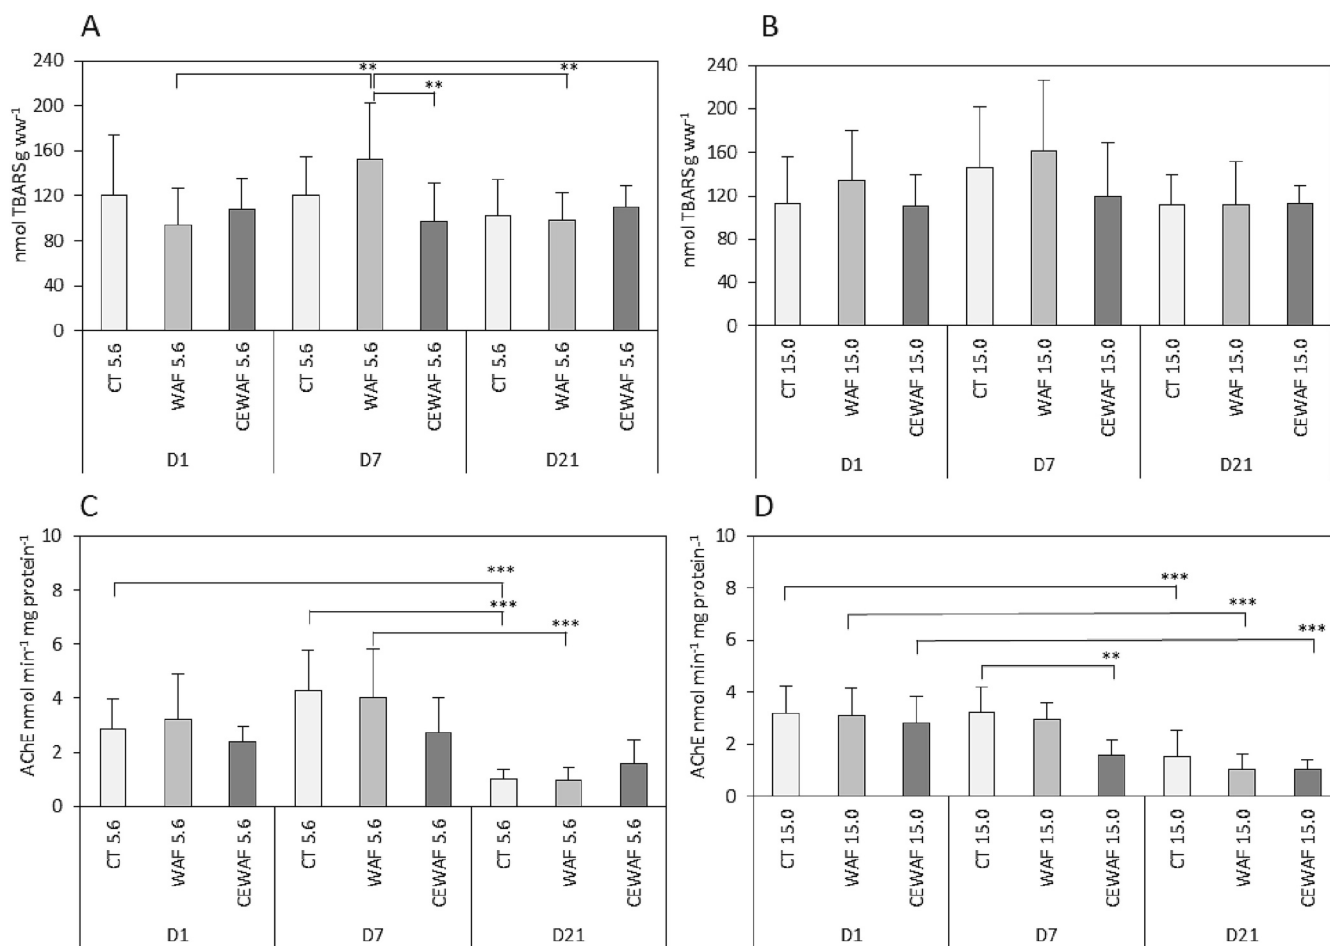 A
nmol TBARSg ww⁻¹
240
200
160
120
80
40
0
**
**
**
CT 5.6
WAF 5.6
CEWAF 5.6
CT 5.6
WAF 5.6
CEWAF 5.6
CT 5.6
WAF 5.6
CEWAF 5.6
D1
D7
D21
B
nmol TBARSg ww⁻¹
240
200
160
120
80
40
0
CT 15.0
WAF 15.0
CEWAF 15.0
CT 15.0
WAF 15.0
CEWAF 15.0
CT 15.0
WAF 15.0
CEWAF 15.0
D1
D7
D21
C
AChE nmol min⁻¹ mg protein⁻¹
10
8
6
4
2
0
***
***
***
CT 5.6
WAF 5.6
CEWAF 5.6
CT 5.6
WAF 5.6
CEWAF 5.6
CT 5.6
WAF 5.6
CEWAF 5.6
D1
D7
D21
D
AChE nmol min⁻¹ mg protein⁻¹
10
8
6
4
2
0
***
***
***
**
CT 15.0
WAF 15.0
CEWAF 15.0
CT 15.0
WAF 15.0
CEWAF 15.0
CT 15.0
WAF 15.0
CEWAF 15.0
D1
D7
D21